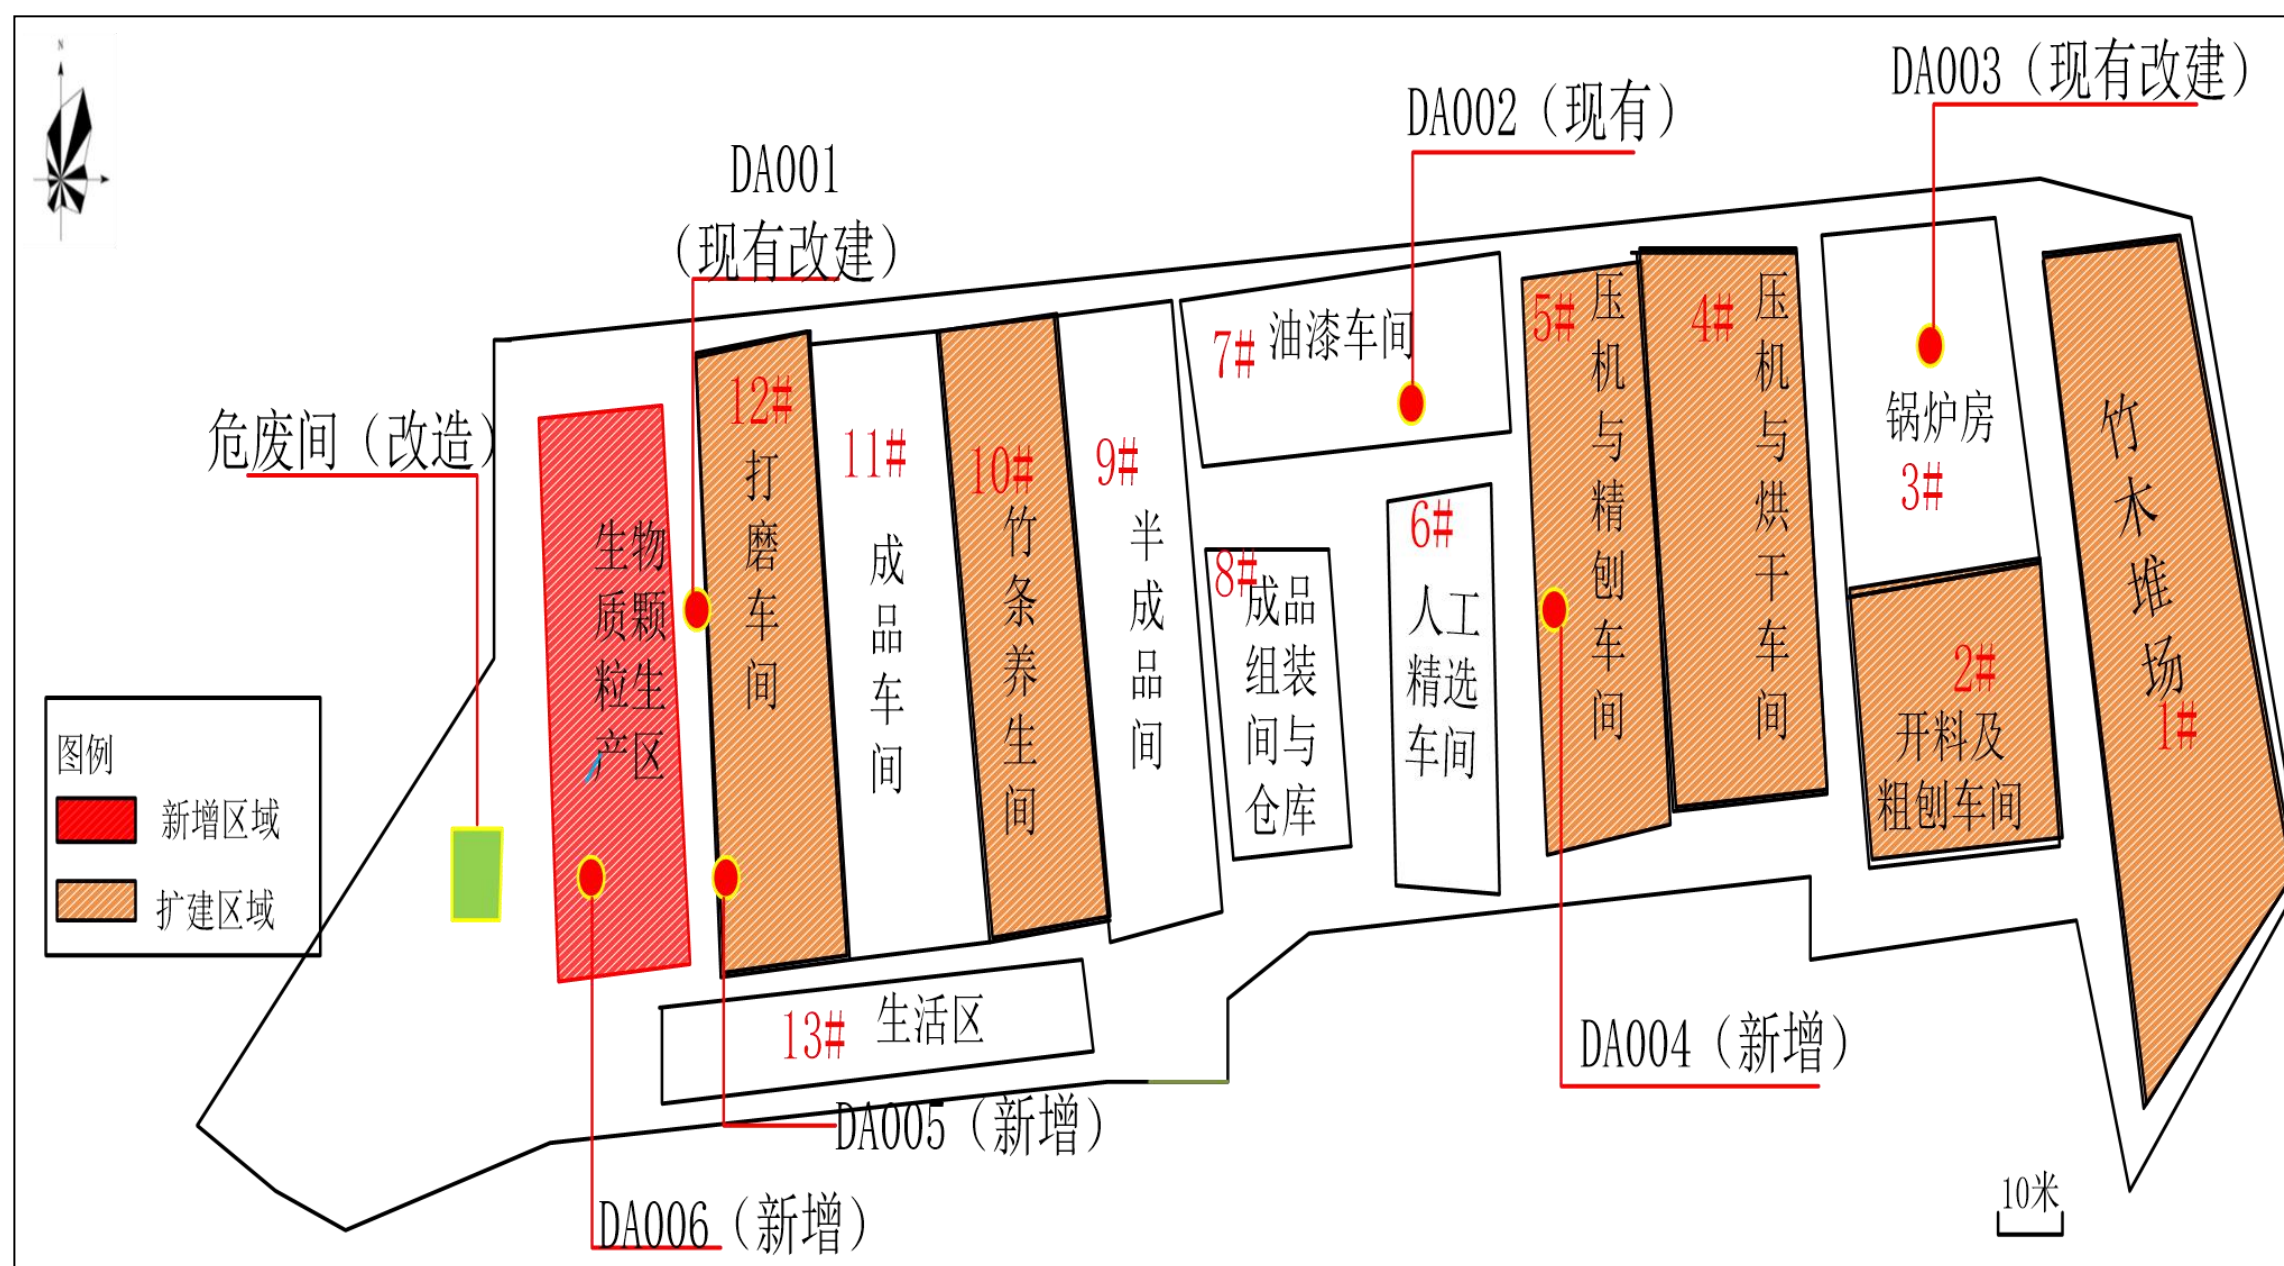 N
DA003（现有改建）
DA002（现有）
DA001
（现有改建）
危废间（改造）
生物
质颗
粒生
产区
12#
打磨车间
11#
成品车间
10#
竹条养生间
9#
半成品间
7#
油漆车间
8#
成品
组装
间与
仓库
6#
人工
精选
车间
5#
压机与精刨车间
4#
压机与烘干车间
锅炉房
3#
2#
开料及
粗刨车间
竹木堆场
1#
图例
新增区域
扩建区域
13#
生活区
DA004（新增）
DA005（新增）
DA006（新增）
10米